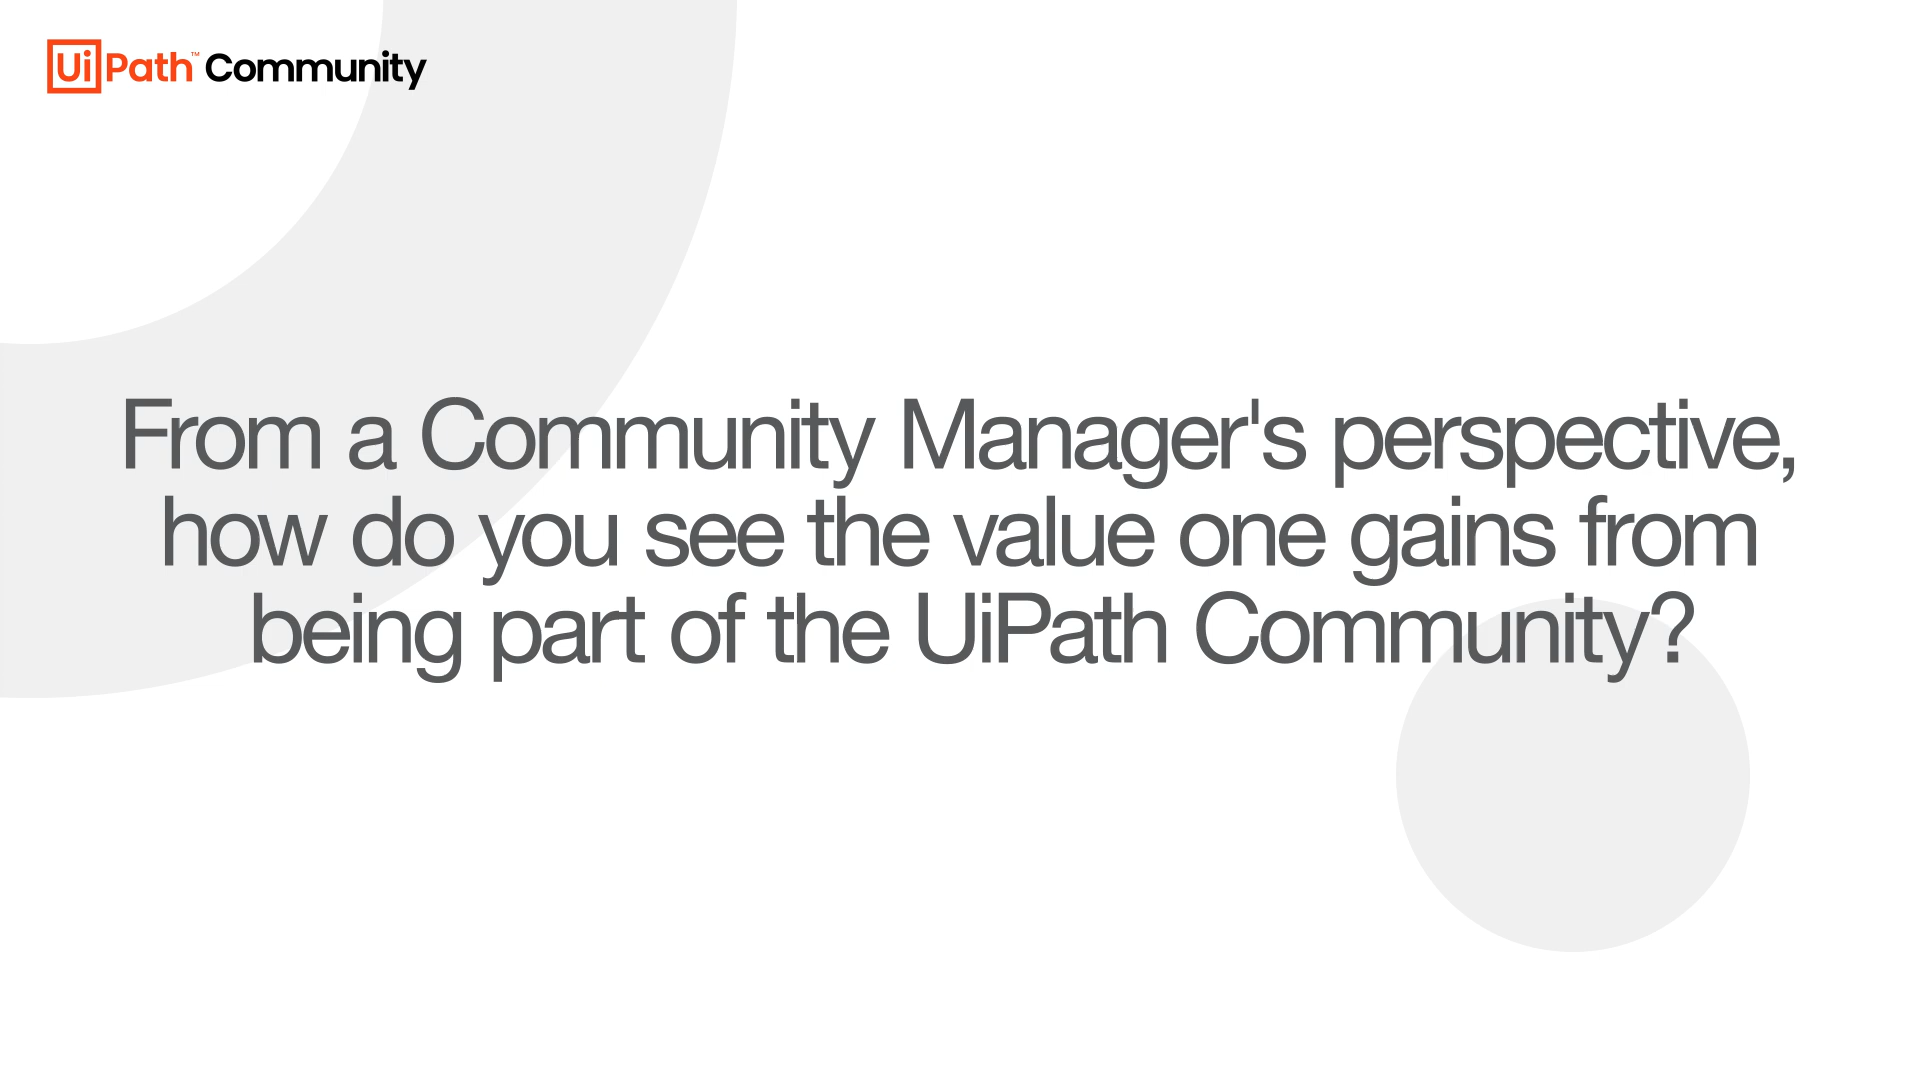 UiPath™ Community
From a Community Manager's perspective,
how do you see the value one gains from
being part of the UiPath Community?